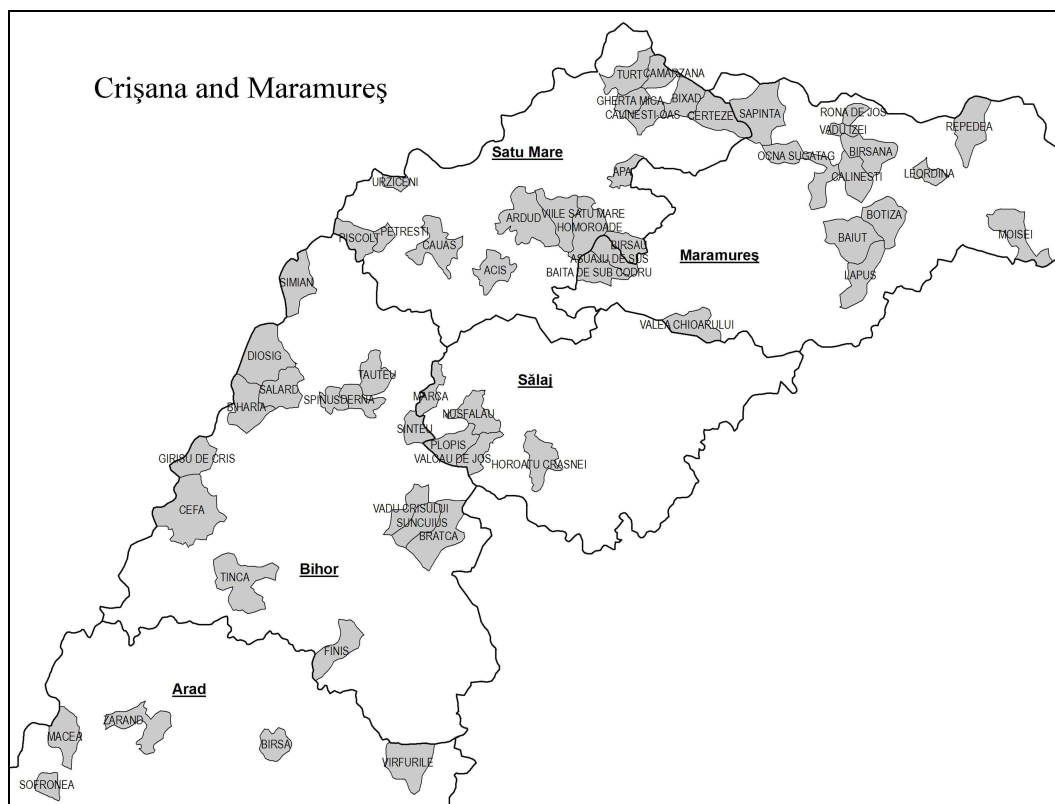 Crişana and Maramureş
TURT
CAMARZANA
GHERTA MICA
BIXAD
CALINESTI-OAS
CERTEZE
SAPINTA
RONA DE JOS
VADU IZEI
REPEDEA
BIRSANA
OCNA SUGATAG
CALINESTI
LEORDINA
Satu Mare
APA
URZICENI
ARDUD
VIILE SATU MARE
HOMOROADE
BOTIZA
PISCOLT
PETRESTI
CAUAS
BIRSAU
BAIUT
MOISEI
Maramureş
ASUAJU DE SUS
ACIS
BAITA DE SUB CODRU
LAPUS
SIMIAN
VALEA CHIOARULUI
DIOSIG
TAUTEU
Sălaj
SALARD
MARCA
SPINUS
DERNA
BIHARIA
NUSFALAU
SINTEU
PLOPIS
GIRISU DE CRIS
VALCAU DE JOS
HOROATU CRASNEI
CEFA
VADU CRISULUI
SUNCUIUS
BRATCA
Bihor
TINCA
FINIS
Arad
ZARAND
MACEA
BIRSA
VIRFURILE
SOFRONEA